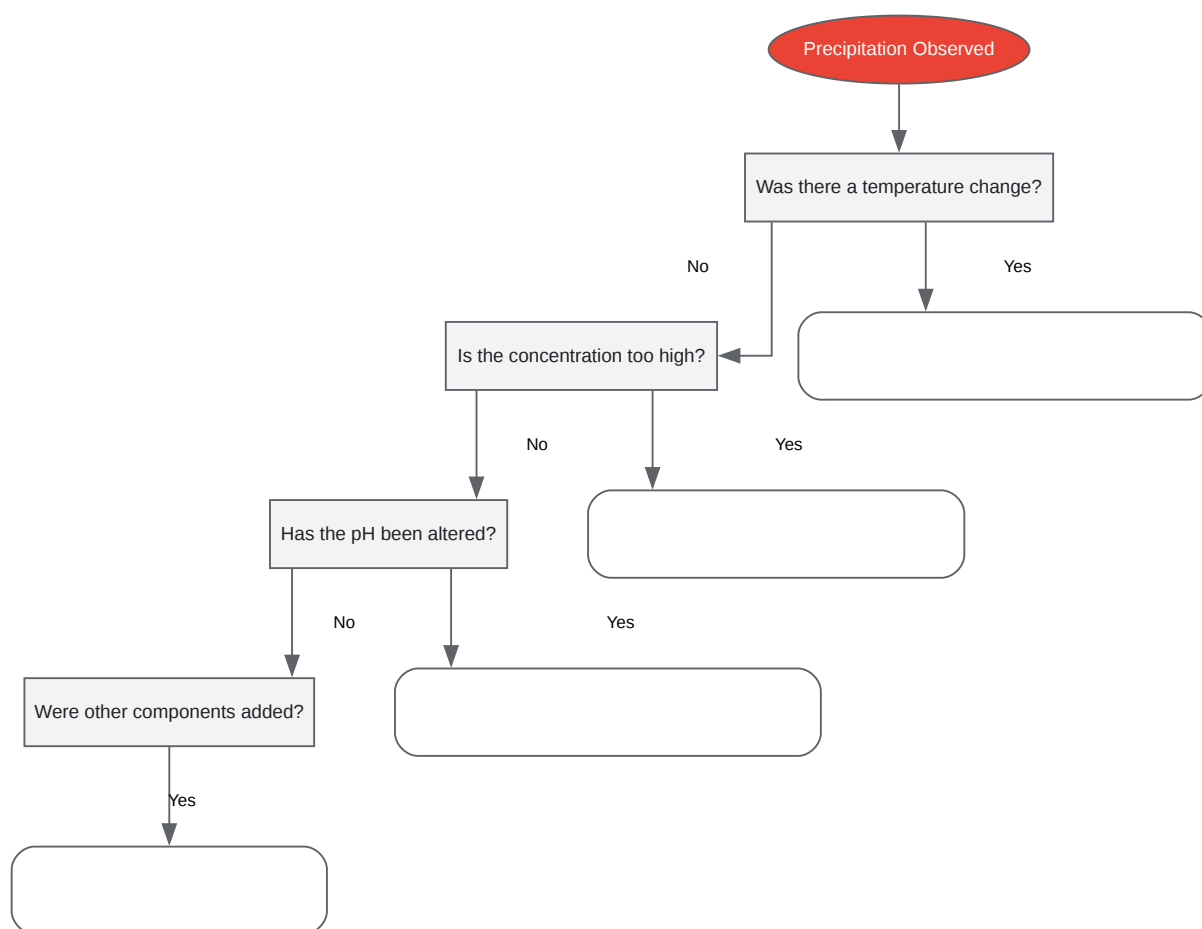 Precipitation Observed
Was there a temperature change?
No
Yes
Is the concentration too high?
No
Yes
Has the pH been altered?
No
Yes
Were other components added?
Yes